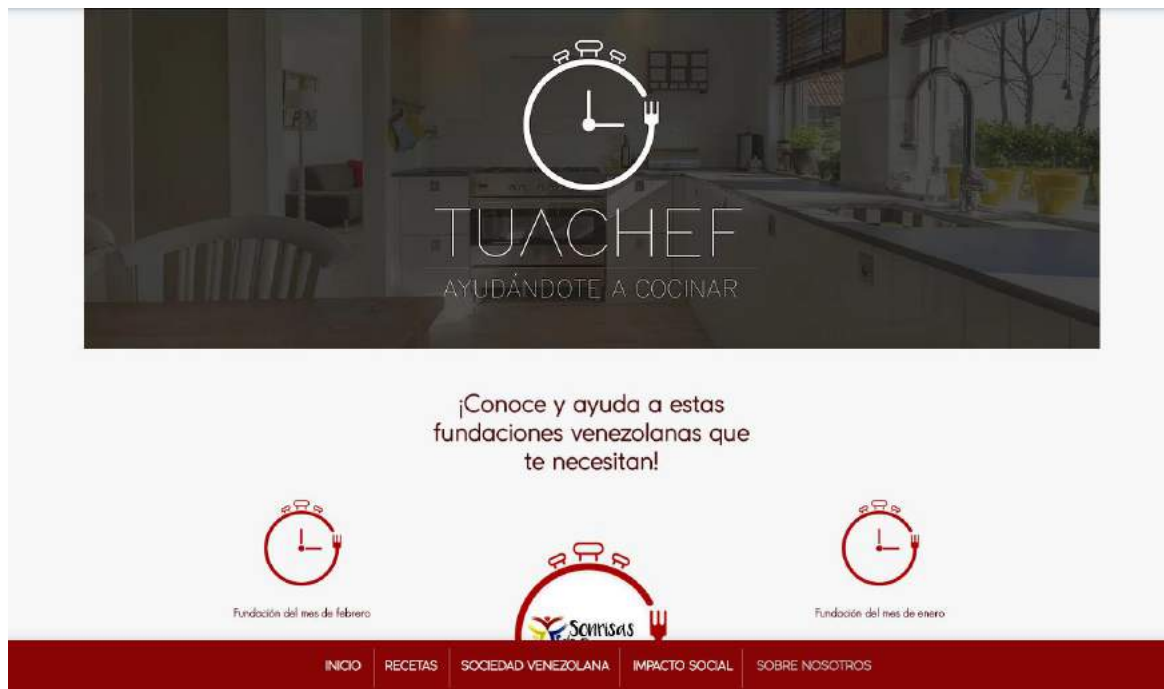 TUACHEF
AYUDÁNDOTE A COCINAR
¡Conoce y ayuda a estas
fundaciones venezolanas que
te necesitan!
Fundación del mes de febrero
Sonrisas
Fundación del mes de enero
INICIO
RECETAS
SOCIEDAD VENEZOLANA
IMPACTO SOCIAL
SOBRE NOSOTROS